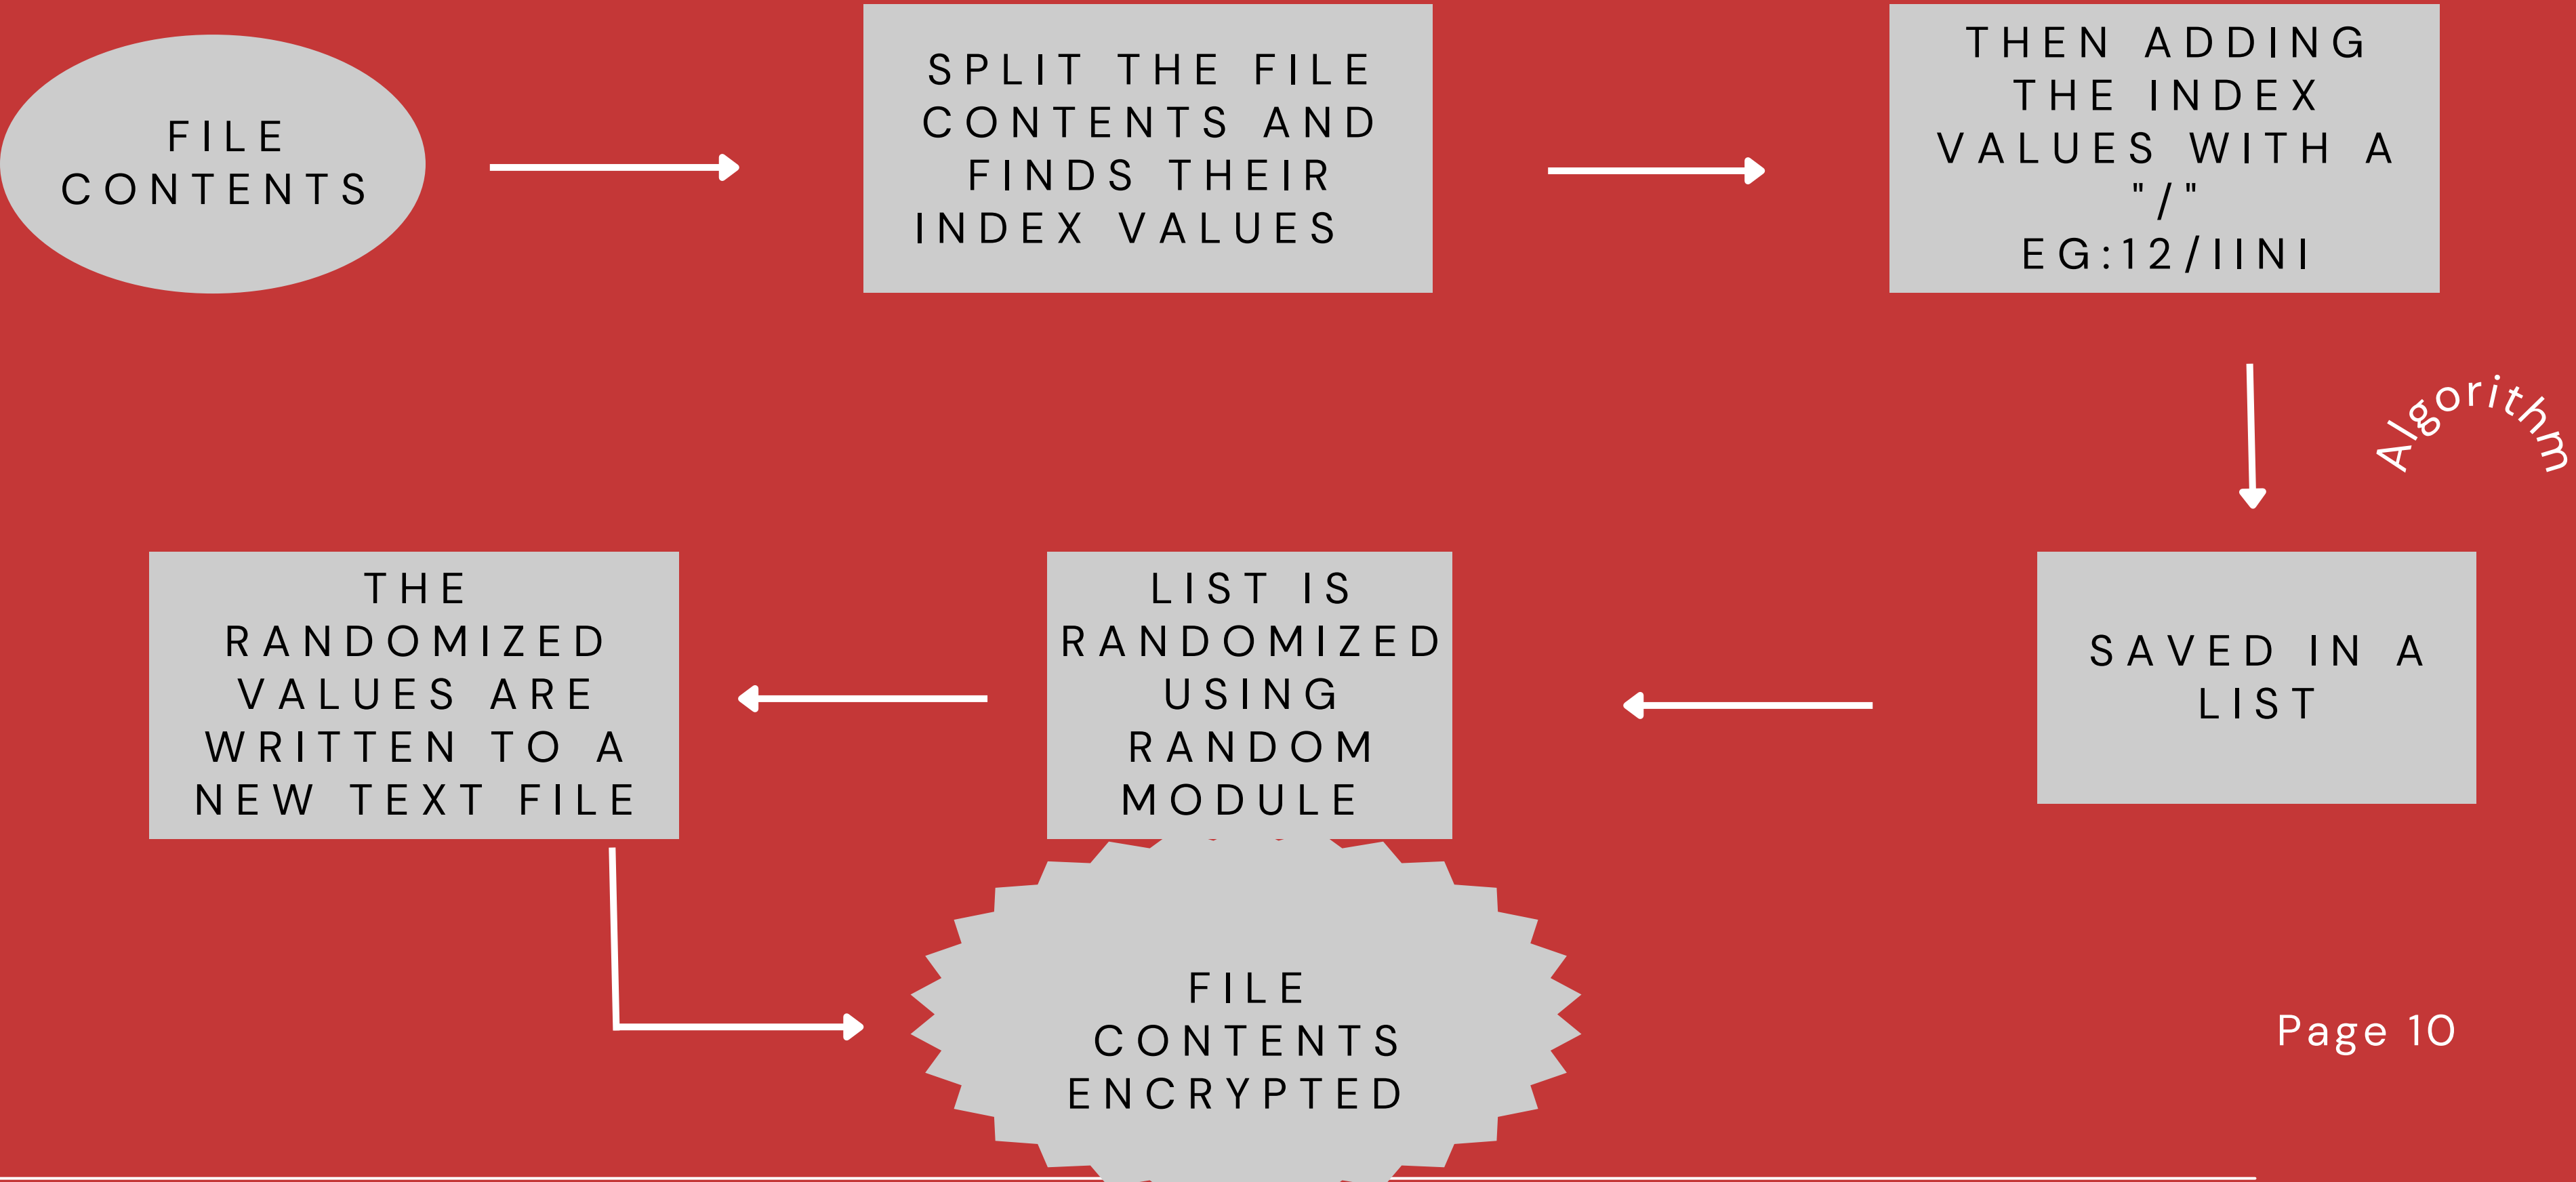 FILE
CONTENTS
SPLIT THE FILE
CONTENTS AND
FINDS THEIR
INDEX VALUES
THEN ADDING
THE INDEX
VALUES WITH A
"/"
EG:12/IINI
Algorithm
SAVED IN A
LIST
LIST IS
RANDOMIZED
USING
RANDOM
MODULE
THE
RANDOMIZED
VALUES ARE
WRITTEN TO A
NEW TEXT FILE
FILE
CONTENTS
ENCRYPTED
Page 10